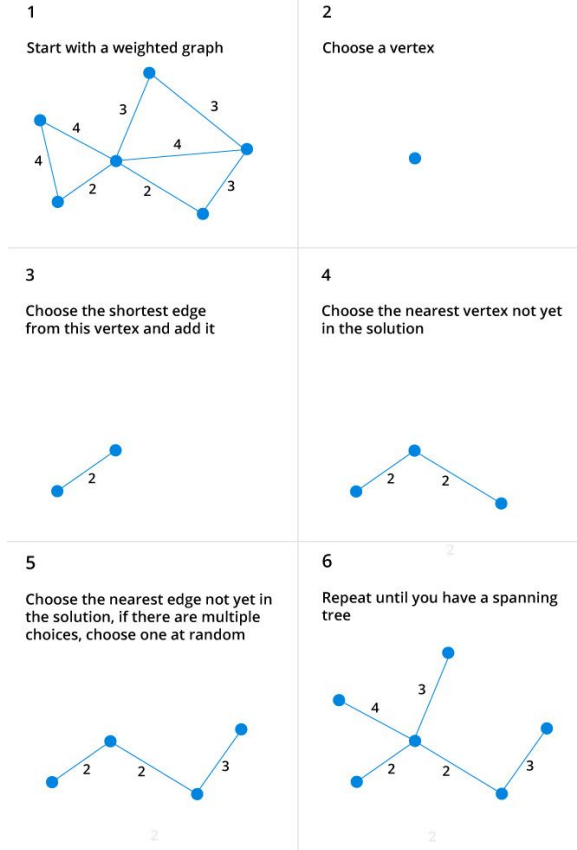 1
Start with a weighted graph
3
3
4
4
4
2
2
3
2
Choose a vertex
3
Choose the shortest edge
from this vertex and add it
2
4
Choose the nearest vertex not yet
in the solution
2
2
2
5
Choose the nearest edge not yet in
the solution, if there are multiple
choices, choose one at random
2
2
3
2
6
Repeat until you have a spanning
tree
3
4
2
2
3
2